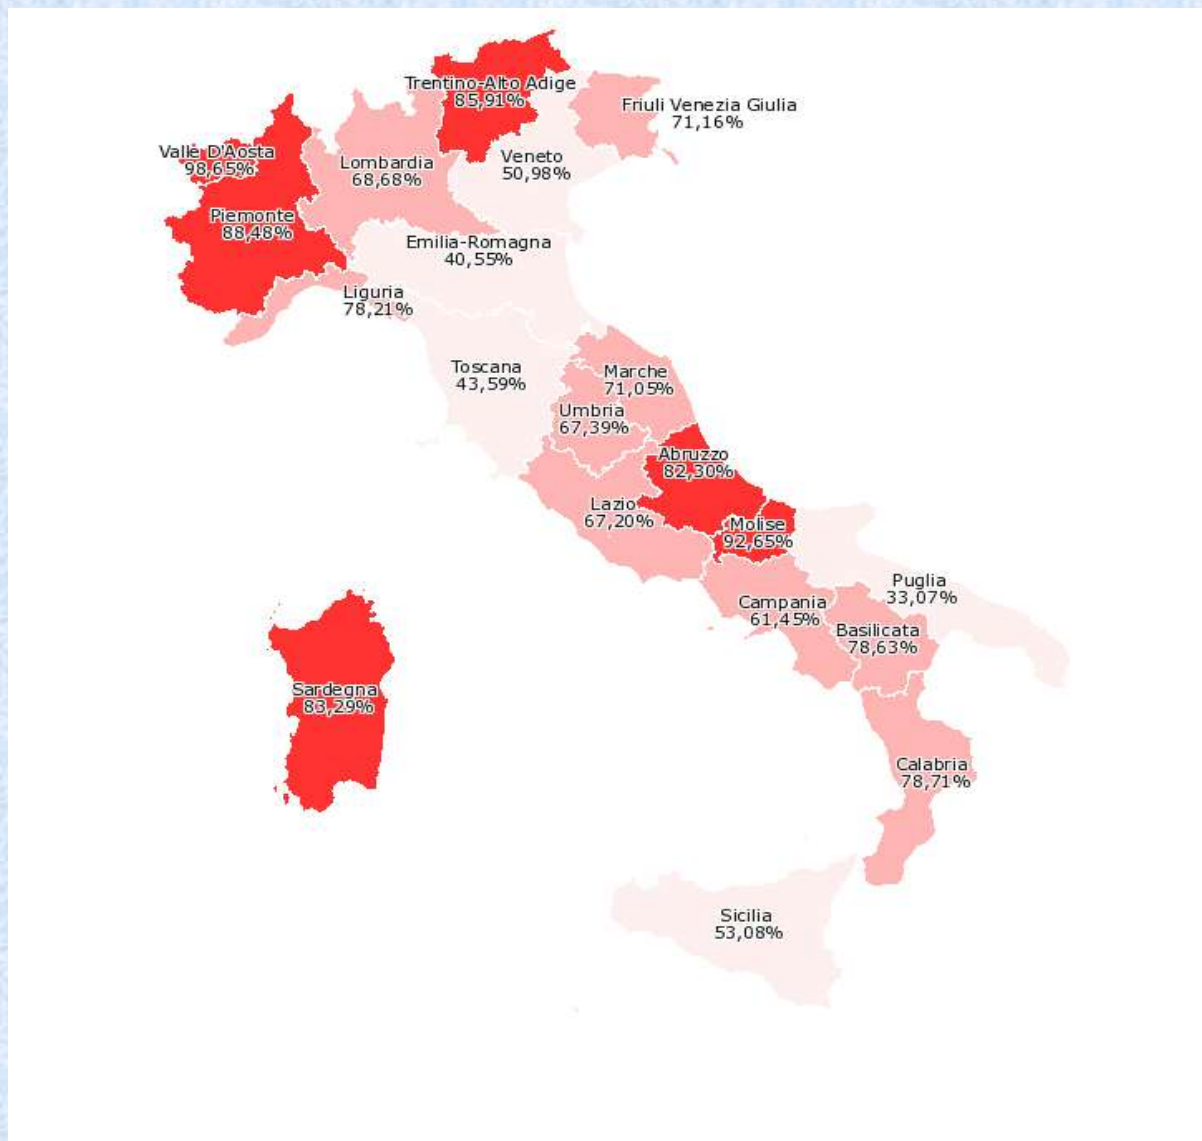 Trentino-Alto Adige
85,91%
Friuli Venezia Giulia
71,16%
Valle D'Aosta
98,65%
Lombardia
68,68%
Veneto
50,98%
Piemonte
88,48%
Emilia-Romagna
40,55%
Liguria
78,21%
Toscana
43,59%
Marche
71,05%
Umbria
67,39%
Abruzzo
82,30%
Lazio
67,20%
Molise
92,65%
Puglia
33,07%
Campania
61,45%
Basilicata
78,63%
Sardegna
83,29%
Calabria
78,71%
Sicilia
53,08%